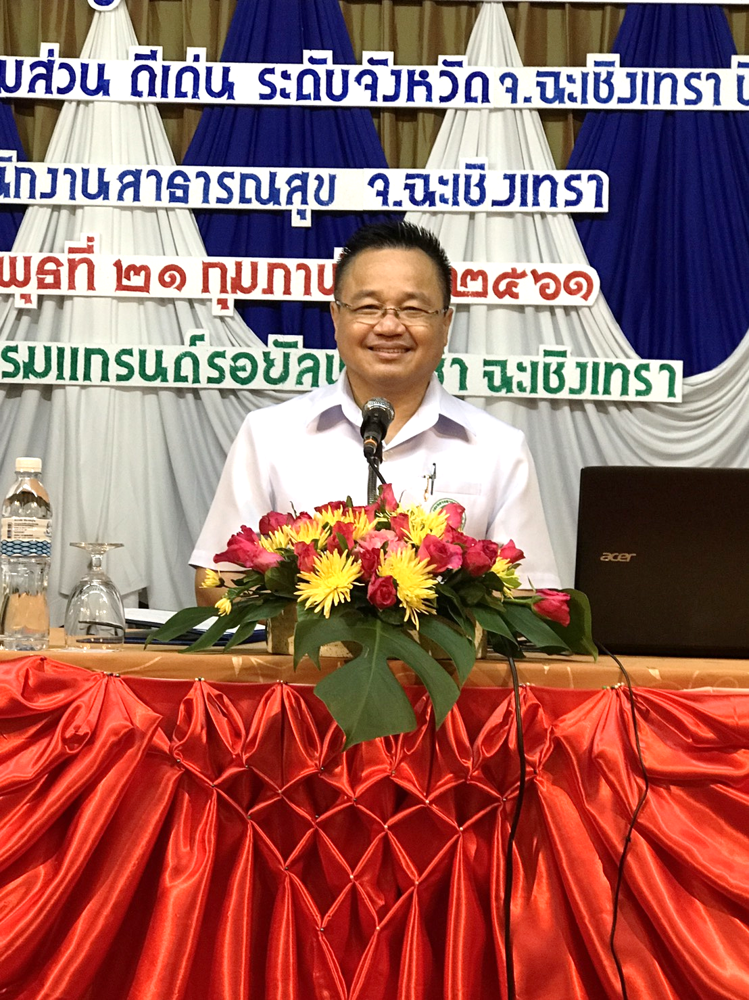 ส่วน ดีเด่น ระดับจังหวัด จ.ฉะเชิงเทรา ปี
นักงานสาธารณสุข จ.ฉะเชิงเทรา
พุธที่ ๒๑ กุมภาพ ๒๕๖๑
รมแกรนด์รอยัล ฉะเชิงเทรา
acer